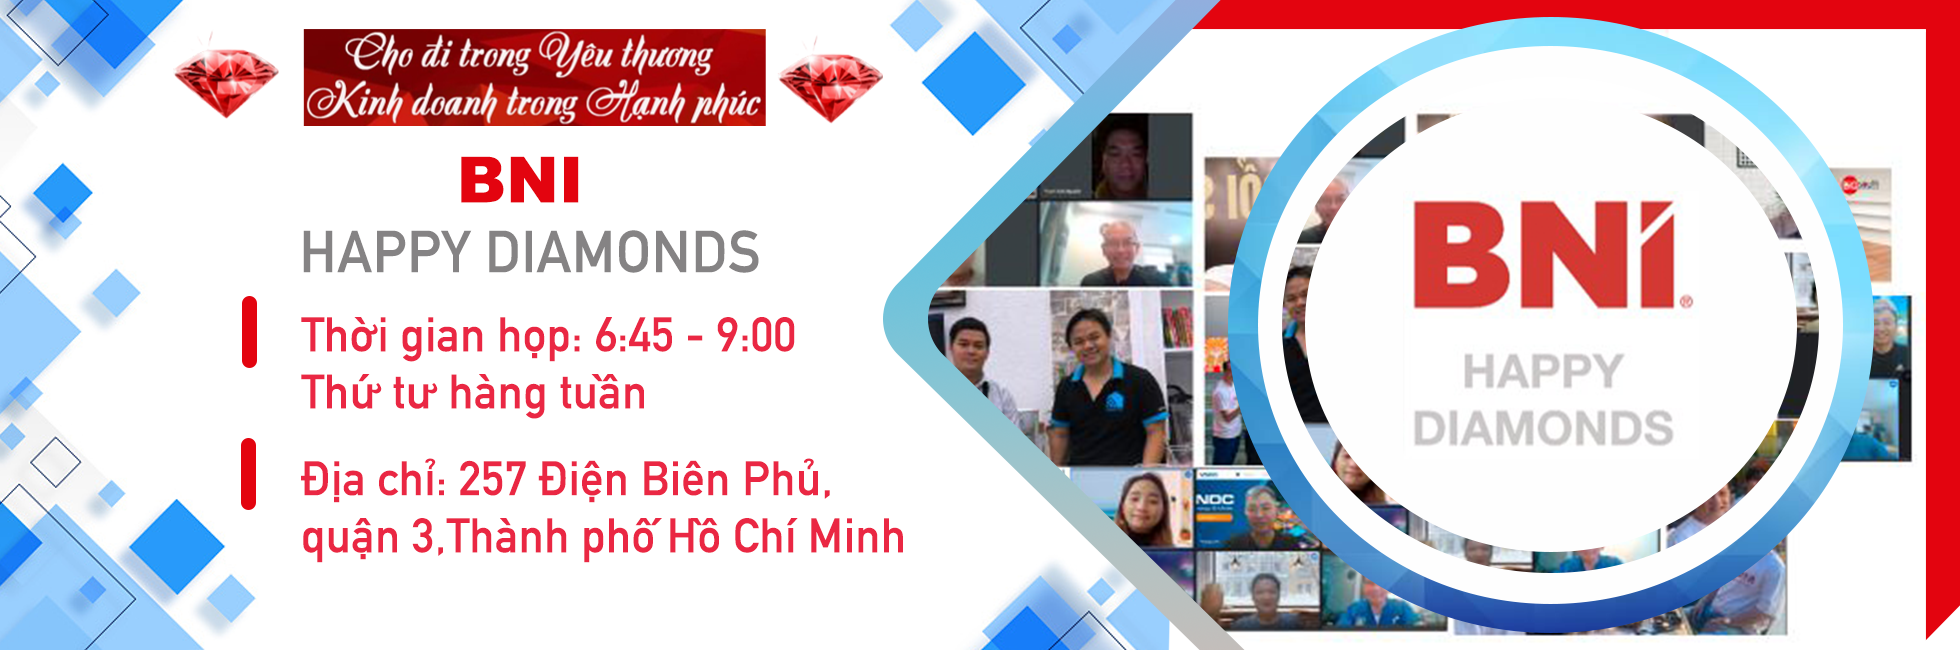 Cho đi trong Yêu thương
Kinh doanh trong Hạnh phúc
BNI
HAPPY DIAMONDS
Thời gian họp: 6:45 - 9:00
Thứ tư hàng tuần
Địa chỉ: 257 Điện Biên Phủ,
quận 3,Thành phố Hồ Chí Minh
BNI®
HAPPY
DIAMONDS
NDC